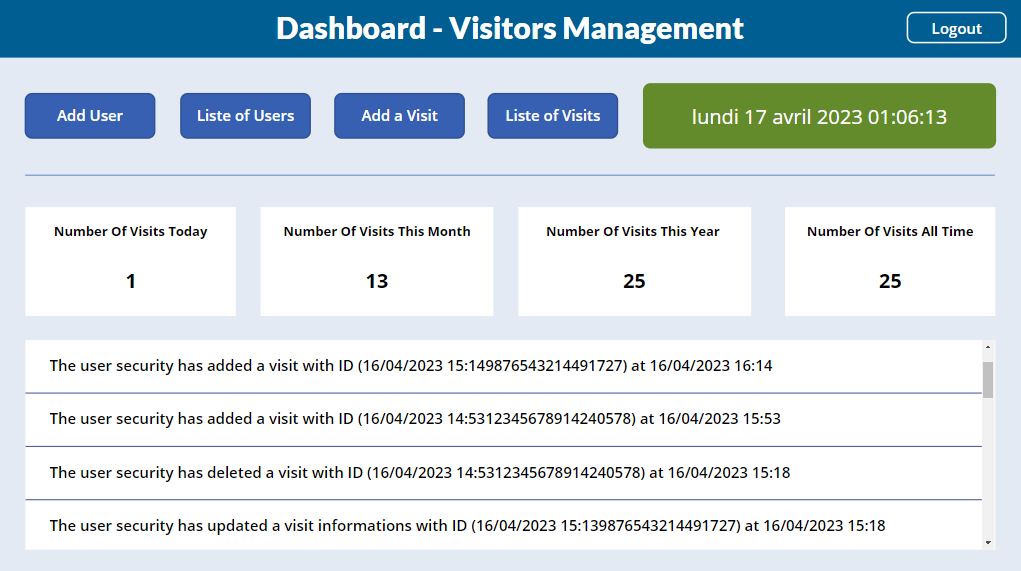 Dashboard - Visitors Management
Logout
Add User
Liste of Users
Add a Visit
Liste of Visits
lundi 17 avril 2023 01:06:13
Number Of Visits Today
1
Number Of Visits This Month
13
Number Of Visits This Year
25
Number Of Visits All Time
25
The user security has added a visit with ID (16/04/2023 15:149876543214491727) at 16/04/2023 16:14
The user security has added a visit with ID (16/04/2023 14:5312345678914240578) at 16/04/2023 15:53
The user security has deleted a visit with ID (16/04/2023 14:5312345678914240578) at 16/04/2023 15:18
The user security has updated a visit informations with ID (16/04/2023 15:139876543214491727) at 16/04/2023 15:18